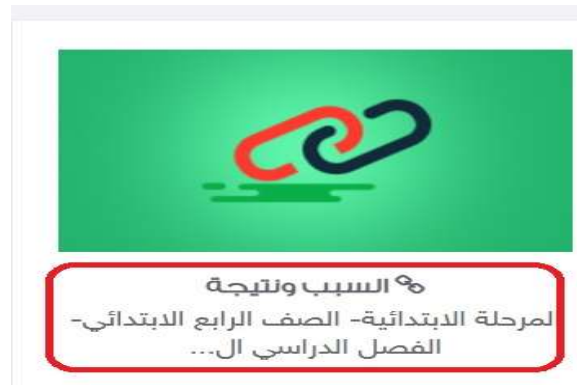 السبب ونتيجة
لمرحلة الابتدائية- الصف الرابع الابتدائي-
الفصل الدراسي ال...